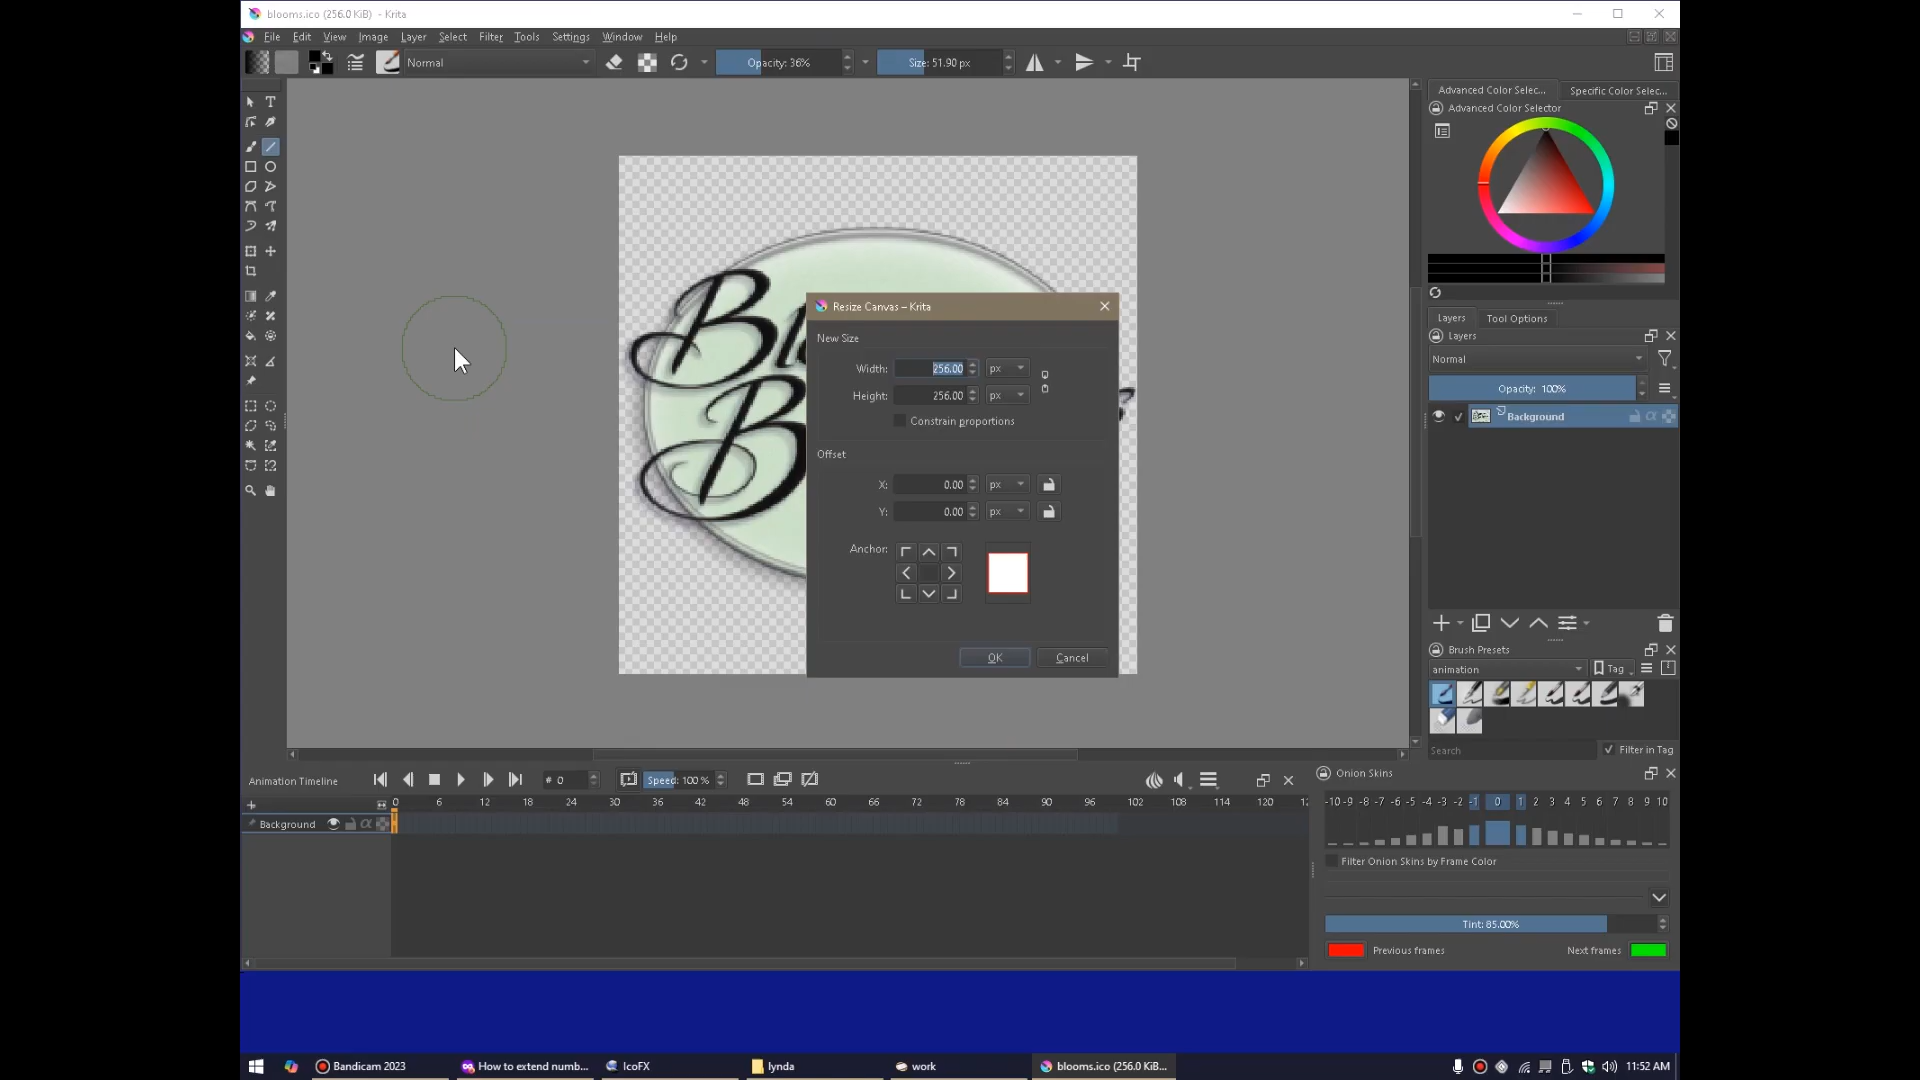 blooms.ico (256.0 KiB) - Krita
File Edit View Image Layer Select Filter Tools Settings Window Help
Normal
Opacity: 36%
Size: 51.90 px
Advanced Color Selec...
Specific Color Selec...
Advanced Color Selector
Resize Canvas – Krita
New Size
Width: 256.00 px
Height: 256.00 px
Constrain proportions
Offset
X: 0.00 px
Y: 0.00 px
Anchor:
OK
Cancel
Layers
Tool Options
Layers
Normal
Opacity: 100%
Background
Brush Presets
animation
Tag
Search
Filter in Tag
Animation Timeline
# 0
Speed: 100 %
0 6 12 18 24 30 36 42 48 54 60 66 72 78 84 90 96 102 108 114 120 12
Background
Onion Skins
-10 -9 -8 -7 -6 -5 -4 -3 -2 -1 0 1 2 3 4 5 6 7 8 9 10
Filter Onion Skins by Frame Color
Tint: 85.00%
Previous frames
Next frames
Bandicam 2023
How to extend numb...
IcoFX
lynda
work
blooms.ico (256.0 KiB...
11:52 AM